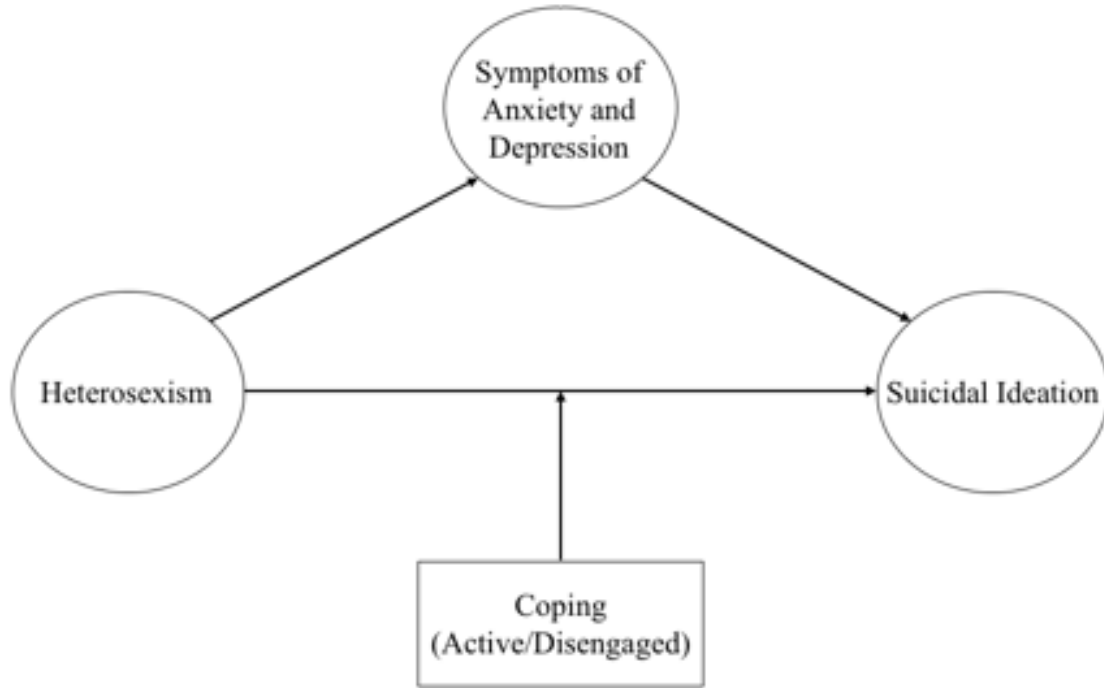 Symptoms of
Anxiety and
Depression
Heterosexism
Suicidal Ideation
Coping
(Active/Disengaged)